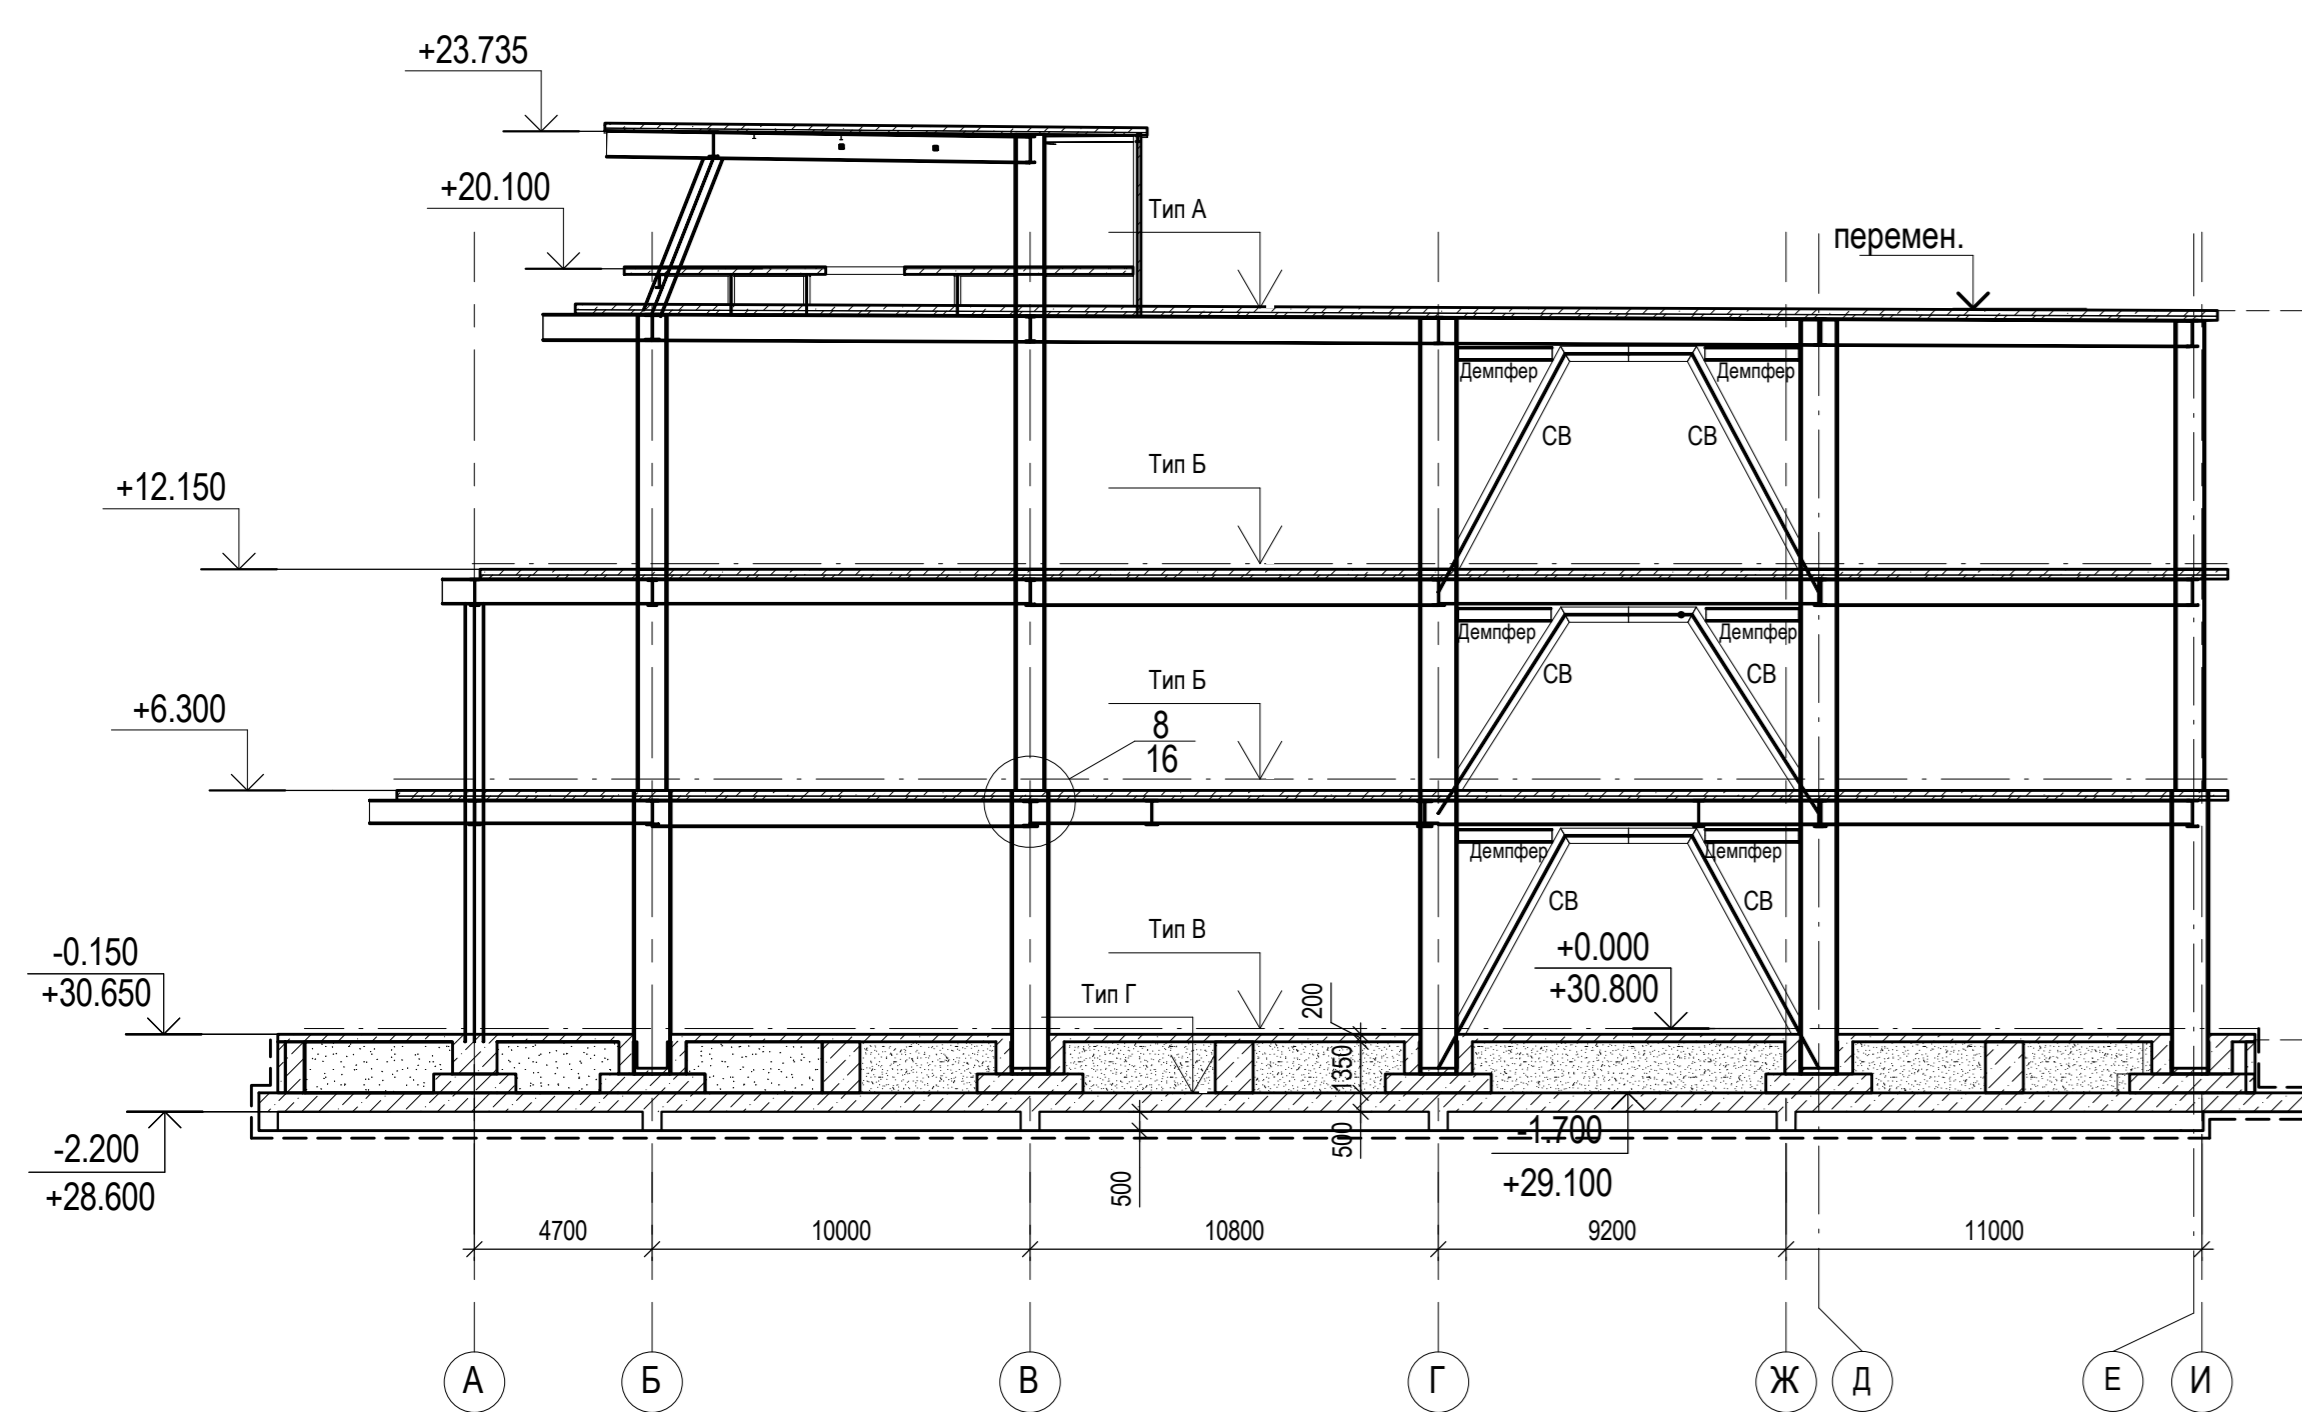 +23.735
+20.100
Тип А
перемен.
Демпфер
Демпфер
СВ
СВ
Тип Б
+12.150
Демпфер
Демпфер
СВ
СВ
Тип Б
+6.300
8
16
Демпфер
Демпфер
СВ
СВ
Тип В
-0.150
+30.650
+0.000
+30.800
Тип Г
200
1350
500
-1.700
+29.100
-2.200
+28.600
500
4700
10000
10800
9200
11000
А
Б
В
Г
Ж
Д
Е
И